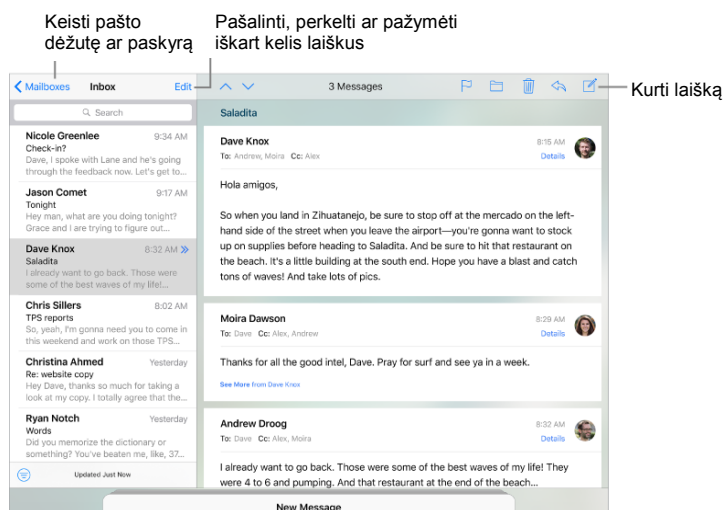 Keisti pašto
dėžutę ar paskyrą
Pašalinti, perkelti ar pažymėti
iškart kelis laiškus
Kurti laišką
Mailboxes
Inbox
Edit
Search
Nicole Greenlee 9:34 AM
Check-in?
Dave, I spoke with Lane and he's going
through the feedback now. Let's get to...
Jason Comet 9:17 AM
Tonight
Hey man, what are you doing tonight?
Grace and I are trying to figure out...
Dave Knox 8:32 AM
Saladita
I already want to go back. Those were
some of the best waves of my life!...
Chris Sillers 8:02 AM
TPS reports
So, yeah, I'm gonna need you to come in
this weekend and work on those TPS...
Christina Ahmed Yesterday
Re: website copy
Hey Dave, thanks so much for taking a
look at my copy. I totally agree that the...
Ryan Notch Yesterday
Words
Did you memorize the dictionary or
something? You've beaten me, like, 37...
Updated Just Now
3 Messages
Saladita
Dave Knox 8:15 AM
To: Andrew, Moira Cc: Alex Details
Hola amigos,
So when you land in Zihuatanejo, be sure to stop off at the mercado on the left-
hand side of the street when you leave the airport—you're gonna want to stock
up on supplies before heading to Saladita. And be sure to hit that restaurant on
the beach. It's a little building at the south end. Hope you have a blast and catch
tons of waves! And take lots of pics.
Moira Dawson 8:29 AM
To: Dave Cc: Alex, Andrew Details
Thanks for all the good intel, Dave. Pray for surf and see ya in a week.
See More from Dave Knox
Andrew Droog 8:32 AM
To: Dave Cc: Alex, Moira Details
I already want to go back. Those were some of the best waves of my life! They
were 4 to 6 and pumping. And that restaurant at the end of the beach...
New Message